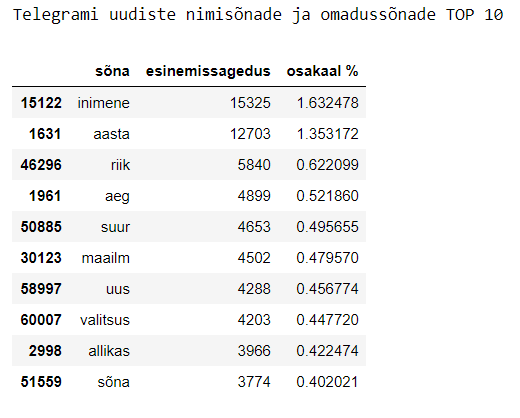 Telegrami uudiste nimisõnade ja omadussõnade TOP 10
sõna esinemissagedus osakaal %
15122 inimene 15325 1.632478
1631 aasta 12703 1.353172
46296 riik 5840 0.622099
1961 aeg 4899 0.521860
50885 suur 4653 0.495655
30123 maailm 4502 0.479570
58997 uus 4288 0.456774
60007 valitsus 4203 0.447720
2998 allikas 3966 0.422474
51559 sõna 3774 0.402021